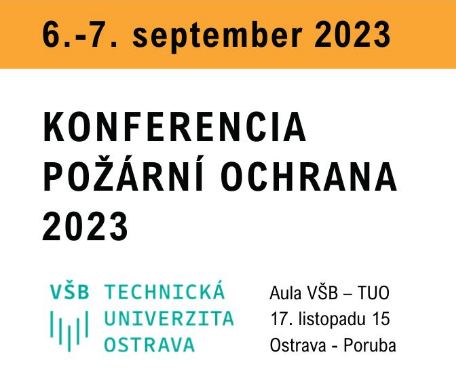 6.-7. september 2023
KONFERENCIA
POŽÁRNÍ OCHRANA
2023
VŠB TECHNICKÁ
UNIVERZITA
OSTRAVA
Aula VŠB – TUO
17. listopadu 15
Ostrava - Poruba